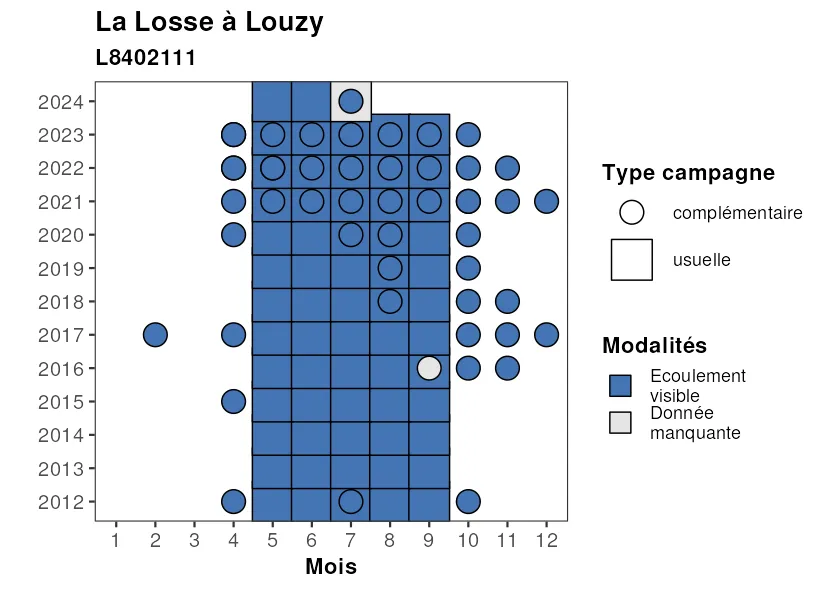 La Losse à Louzy
L8402111
2024
2023
2022
2021
2020
2019
2018
2017
2016
2015
2014
2013
2012
1 2 3 4 5 6 7 8 9 10 11 12
Mois
Type campagne
complémentaire
usuelle
Modalités
Ecoulement
visible
Donnée
manquante